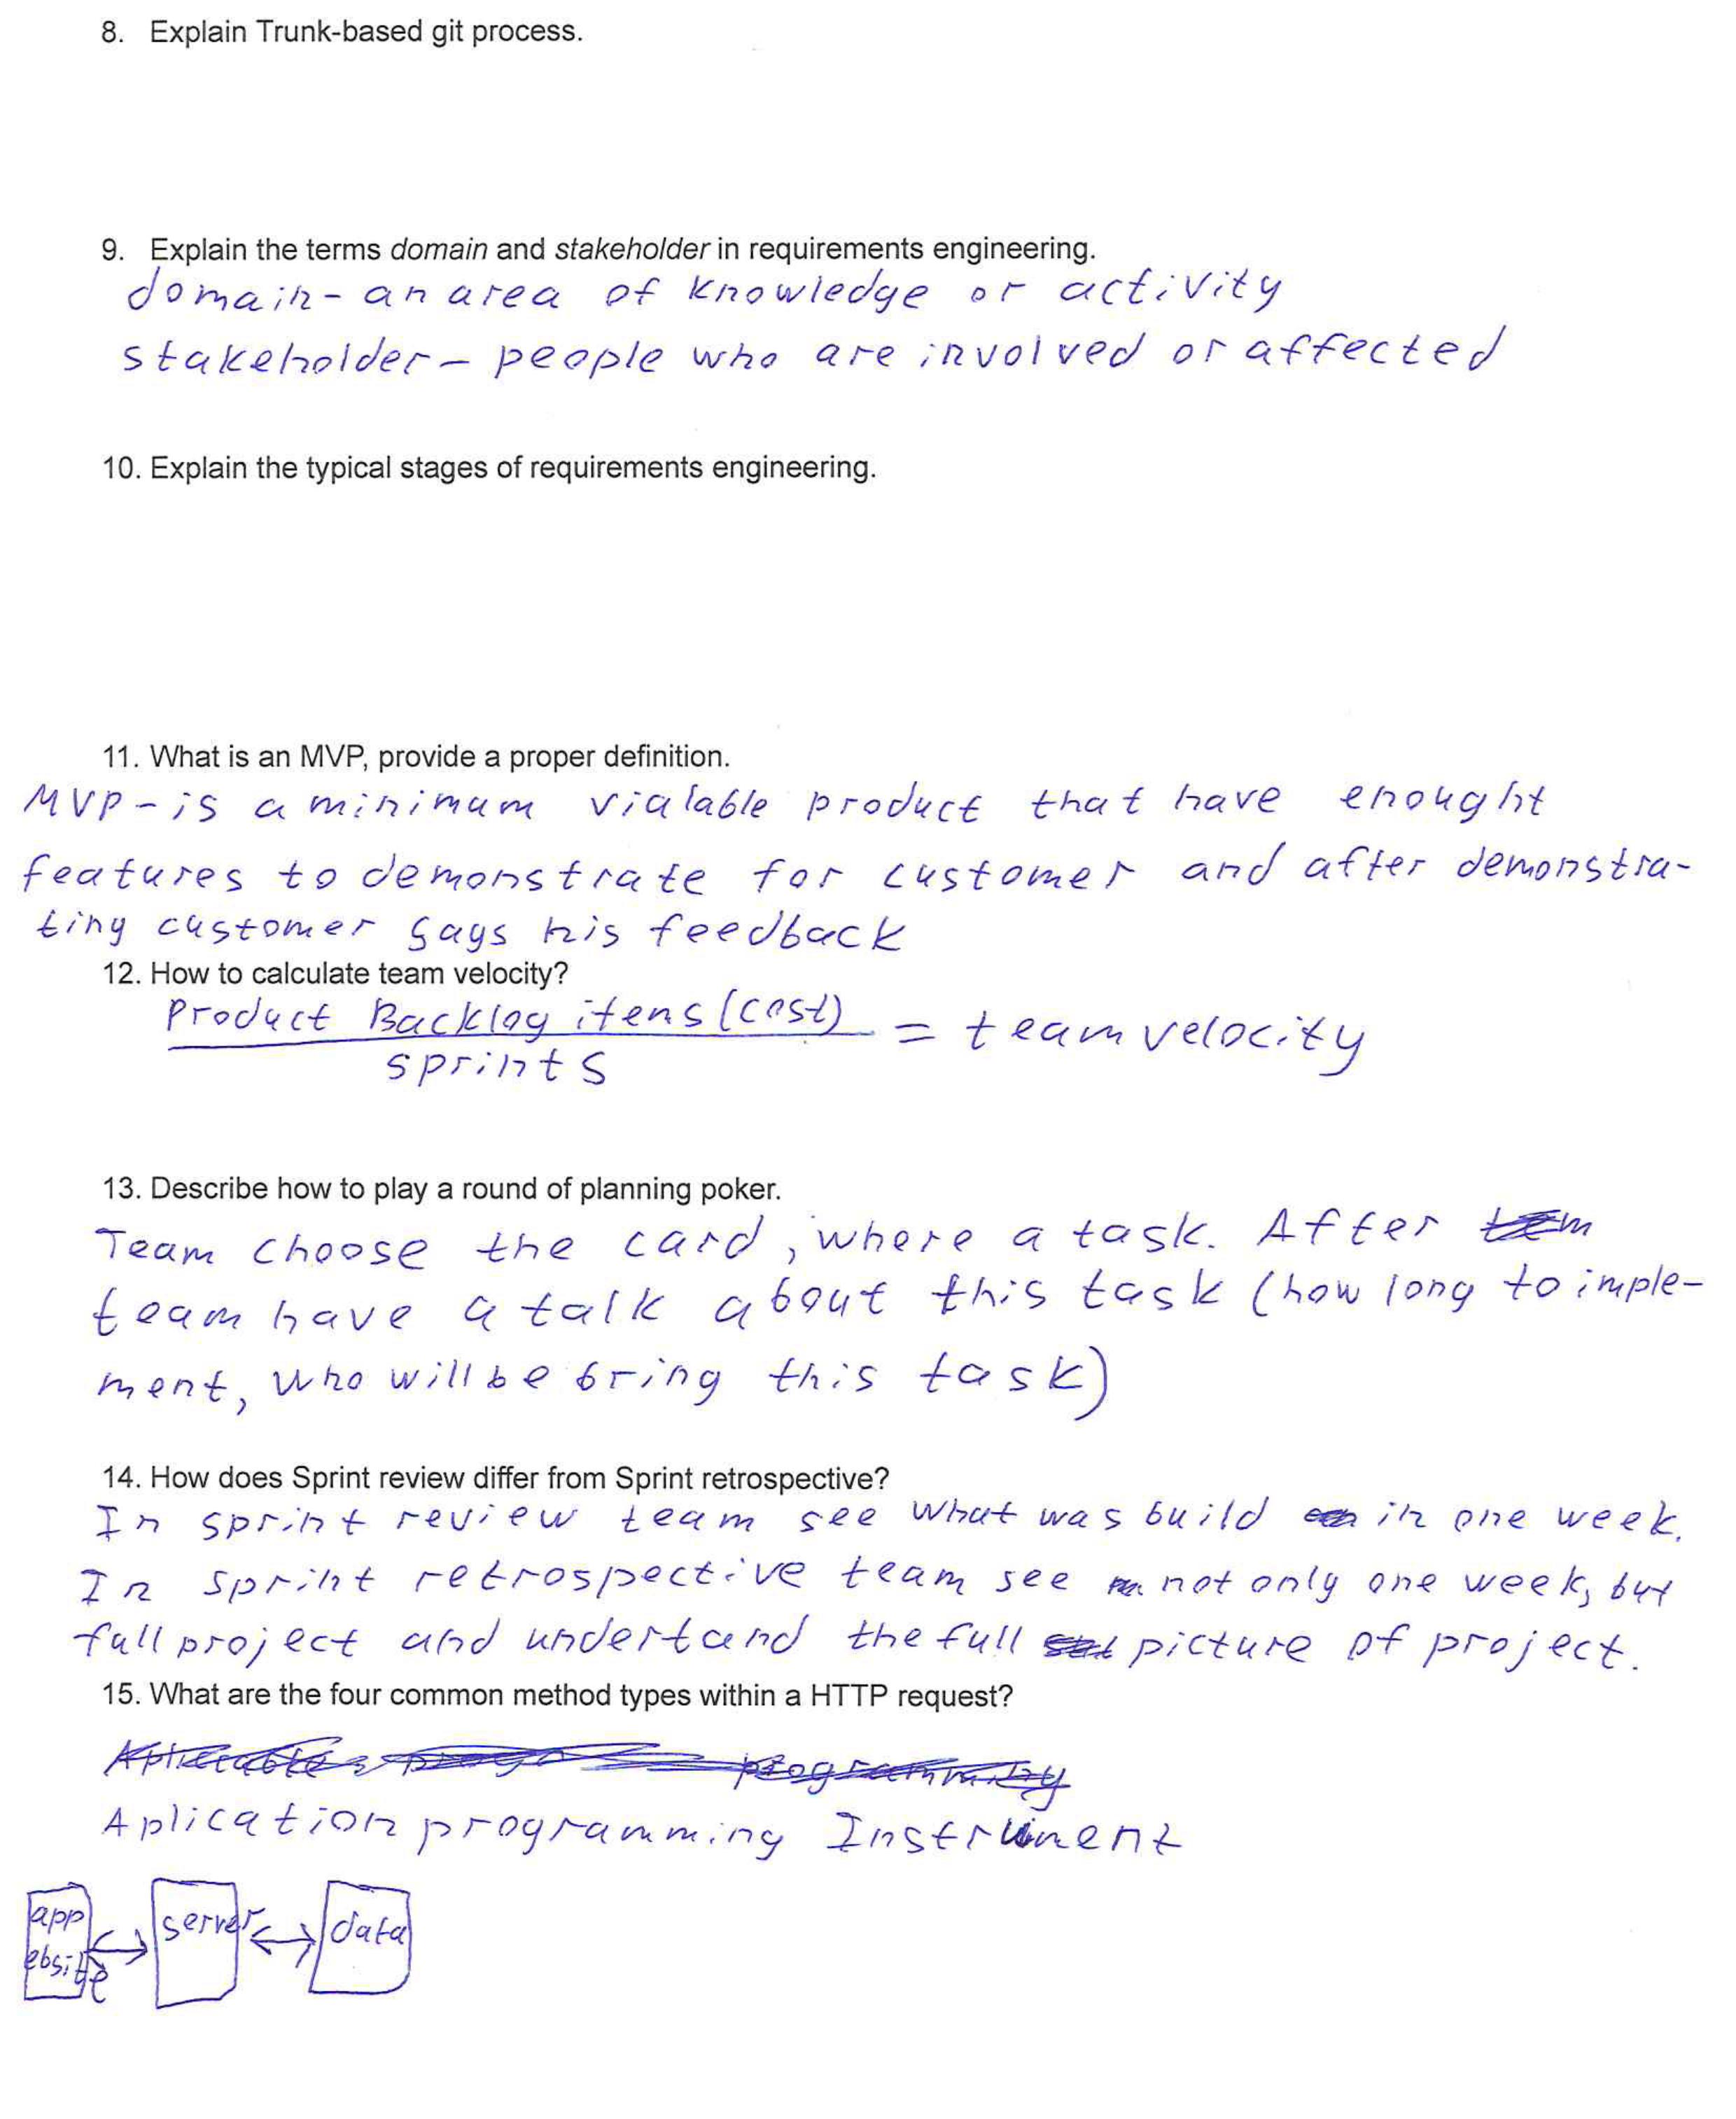 8. Explain Trunk-based git process.
9. Explain the terms domain and stakeholder in requirements engineering.
domain - an area of knowledge or activity
stakeholder - people who are involved or affected
10. Explain the typical stages of requirements engineering.
11. What is an MVP, provide a proper definition.
MVP - is a minimum vialable product that have enought
features to demonstrate for customer and after demonstra-
ting customer says his feedback
12. How to calculate team velocity?
Product Backlog itens (cost) = team velocity
sprints
13. Describe how to play a round of planning poker.
Team choose the card, where a task. After
team have a talk about this task (how long to imple-
ment, who will be bring this task)
14. How does Sprint review differ from Sprint retrospective?
In sprint review team see what was build in one week.
In sprint retrospective team see not only one week, but
full project and undertand the full picture of project.
15. What are the four common method types within a HTTP request?
programming
Aplication programming Instrument
app server data
ebsite